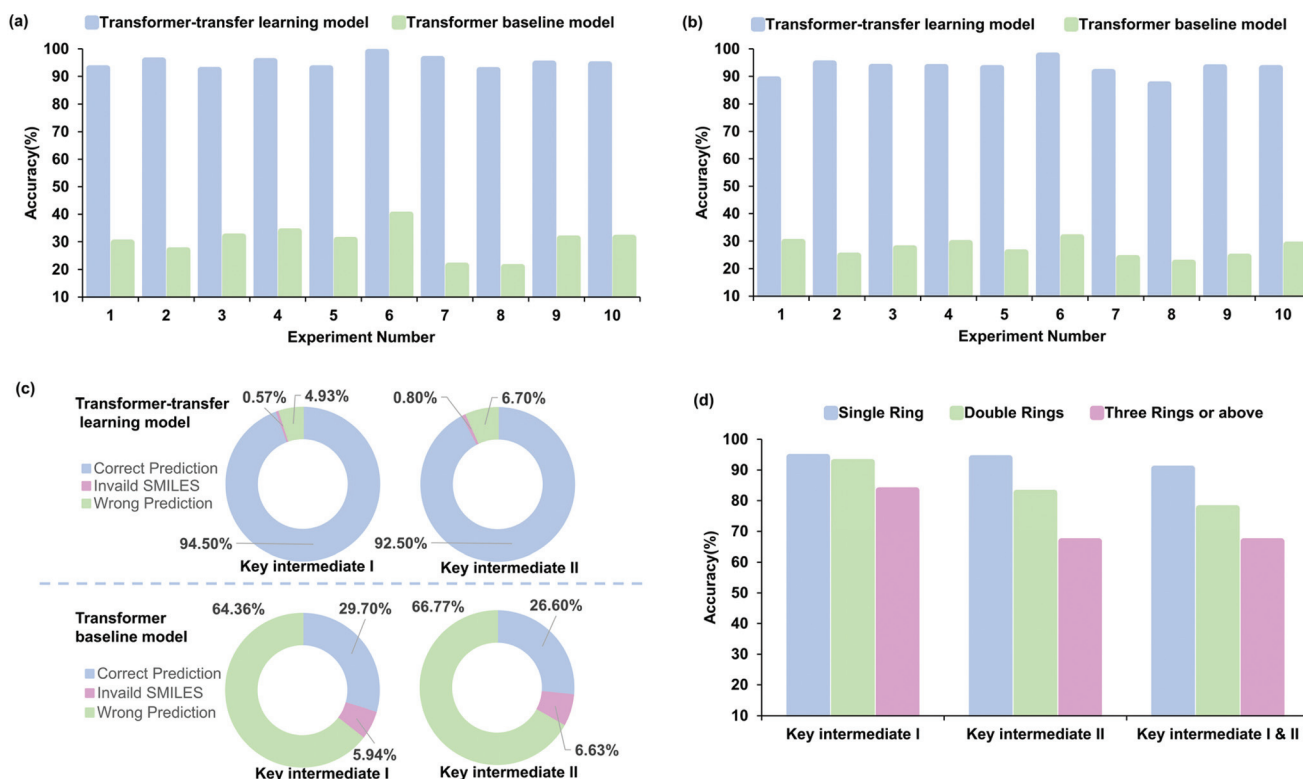 (a)
Transformer-transfer learning model Transformer baseline model
Accuracy(%)
100
90
80
70
60
50
40
30
20
10
1 2 3 4 5 6 7 8 9 10
Experiment Number
(b)
Transformer-transfer learning model Transformer baseline model
Accuracy(%)
100
90
80
70
60
50
40
30
20
10
1 2 3 4 5 6 7 8 9 10
Experiment Number
(c)
Transformer-transfer
learning model
Correct Prediction
Invaild SMILES
Wrong Prediction
0.57% 4.93%
94.50%
Key intermediate I
0.80% 6.70%
92.50%
Key intermediate II
Transformer
baseline model
Correct Prediction
Invaild SMILES
Wrong Prediction
64.36% 29.70%
5.94%
Key intermediate I
66.77% 26.60%
6.63%
Key intermediate II
(d)
Single Ring Double Rings Three Rings or above
Accuracy(%)
100
90
80
70
60
50
40
30
20
10
Key intermediate I Key intermediate II Key intermediate I & II